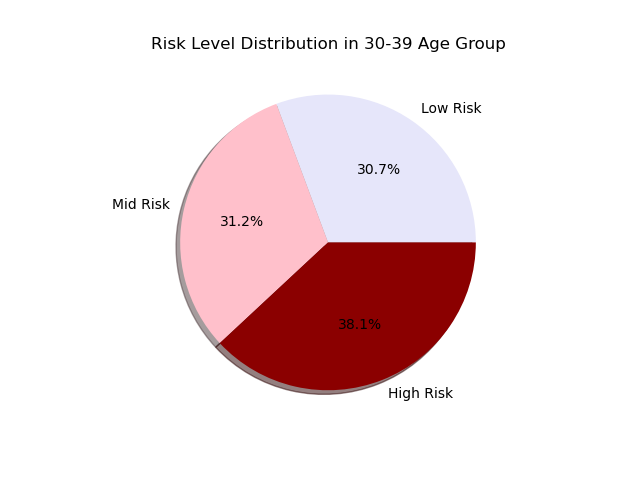 Risk Level Distribution in 30-39 Age Group
Low Risk
30.7%
Mid Risk
31.2%
38.1%
High Risk